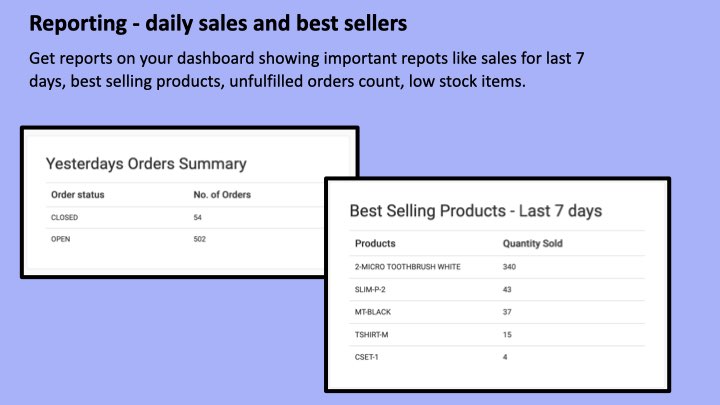 Reporting - daily sales and best sellers
Get reports on your dashboard showing important repots like sales for last 7
days, best selling products, unfulfilled orders count, low stock items.
Yesterdays Orders Summary
Order status No. of Orders
CLOSED 54
OPEN 502
Best Selling Products - Last 7 days
Products Quantity Sold
2-MICRO TOOTHBRUSH WHITE 340
SLIM-P-2 43
MT-BLACK 37
TSHIRT-M 15
CSET-1 4